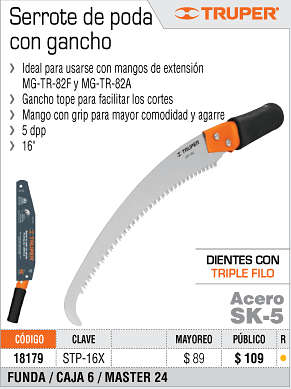 Serrote de poda
con gancho
TRUPER®
Ideal para usarse con mangos de extensión
MG-TR-82F y MG-TR-82A
Gancho tope para facilitar los cortes
Mango con grip para mayor comodidad y agarre
5 dpp
16"
TRUPER
TRUPER
DIENTES CON
TRIPLE FILO
Acero
SK-5
CÓDIGO CLAVE MAYOREO PÚBLICO R
18179 STP-16X $ 89 $ 109
FUNDA / CAJA 6 / MASTER 24